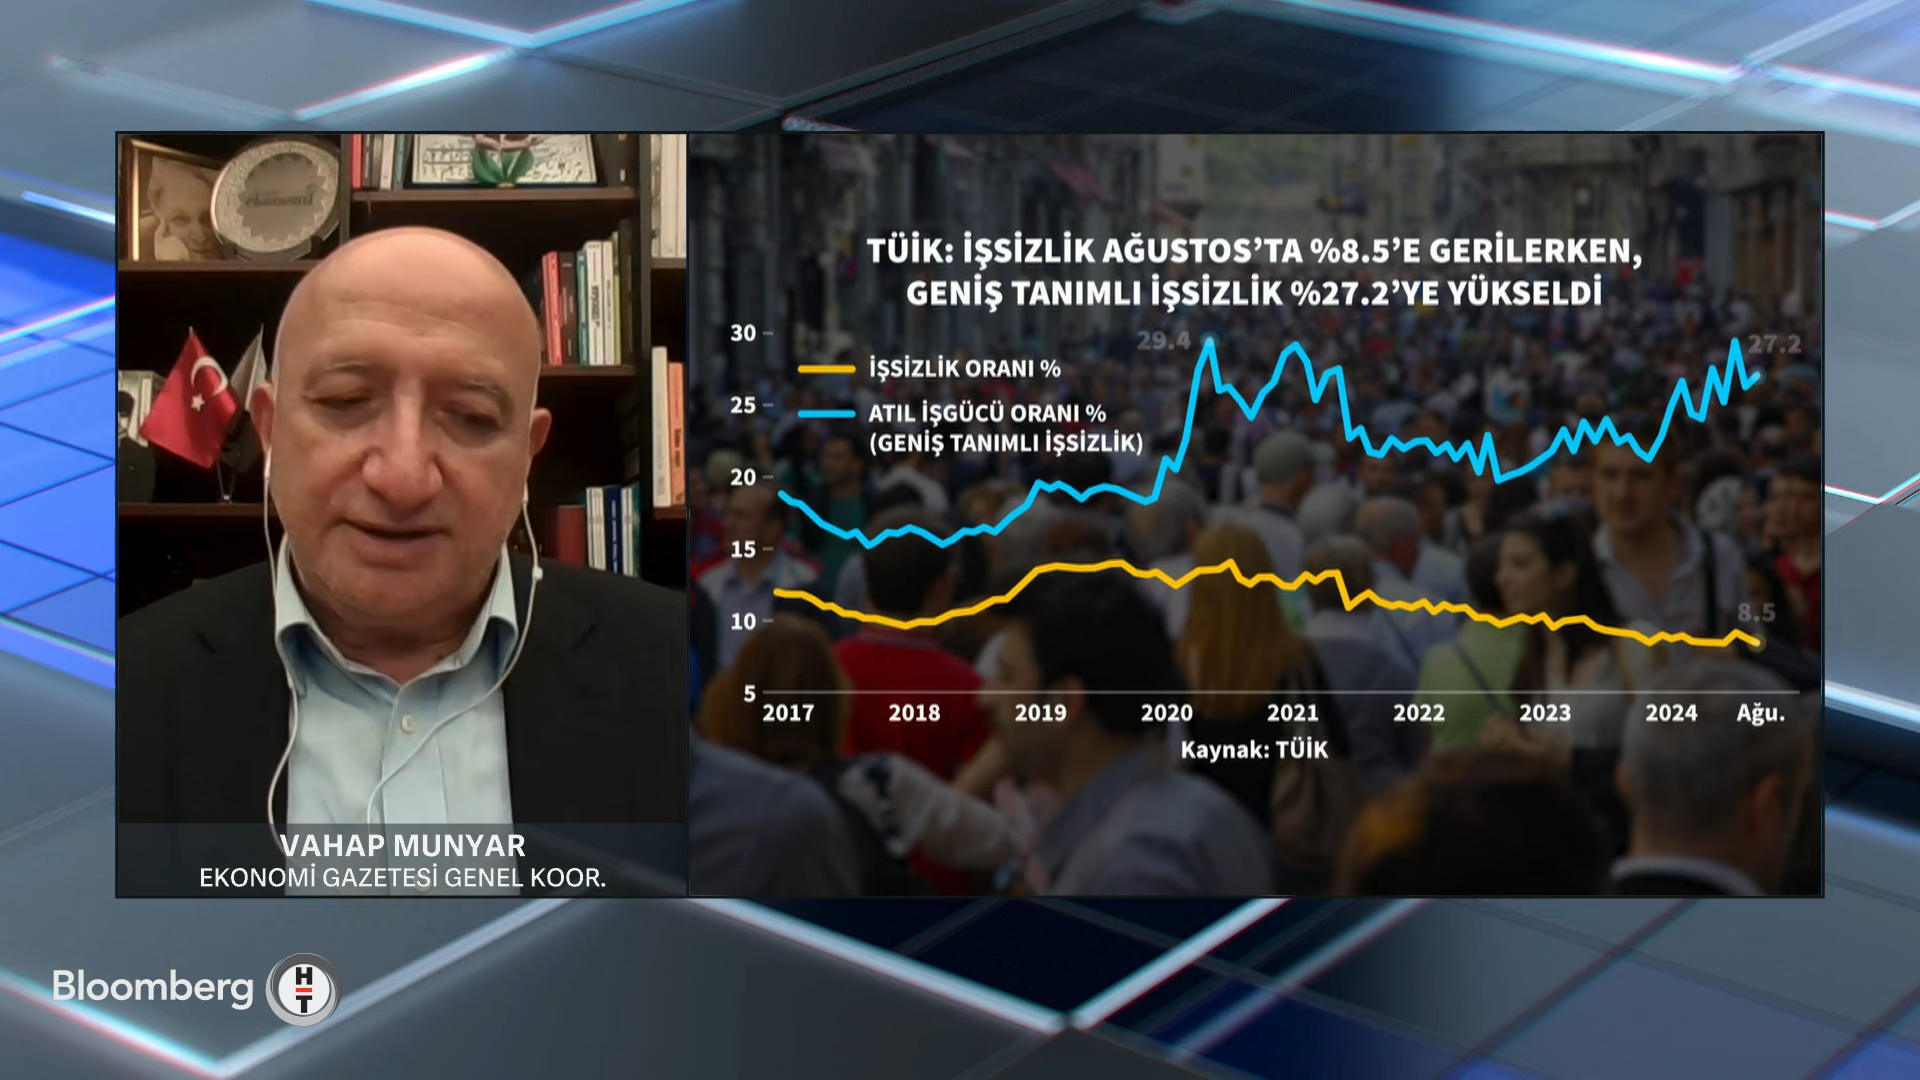 TÜİK: İŞSİZLİK AĞUSTOS'TA %8.5'E GERİLERKEN,
GENİŞ TANIMLI İŞSİZLİK %27.2'YE YÜKSELDİ
30
29.4
27.2
İŞSİZLİK ORANI %
25
ATIL İŞGÜCÜ ORANI %
(GENİŞ TANIMLI İŞSİZLİK)
20
15
10
8.5
5
2017 2018 2019 2020 2021 2022 2023 2024 Ağu.
Kaynak: TÜİK
VAHAP MUNYAR
EKONOMİ GAZETESİ GENEL KOOR.
Bloomberg HT